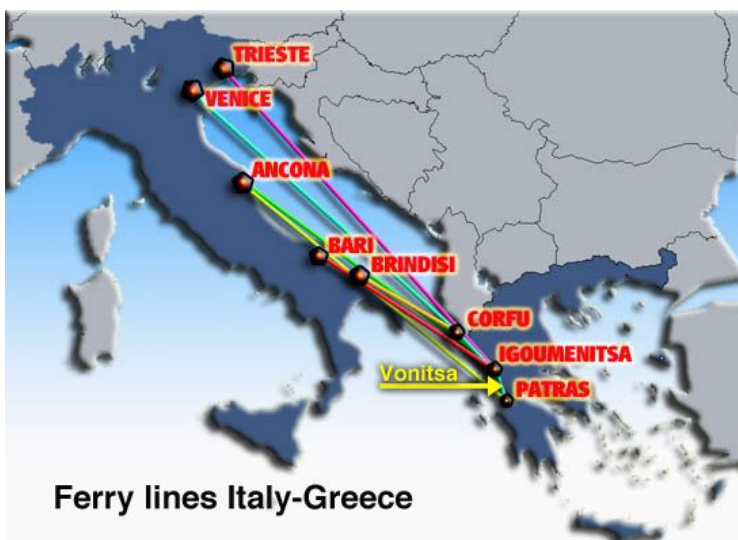 TRIESTE
VENICE
ANCONA
BARI
BRINDISI
CORFU
IGOUMENITSA
Vonitsa
PATRAS
Ferry lines Italy-Greece